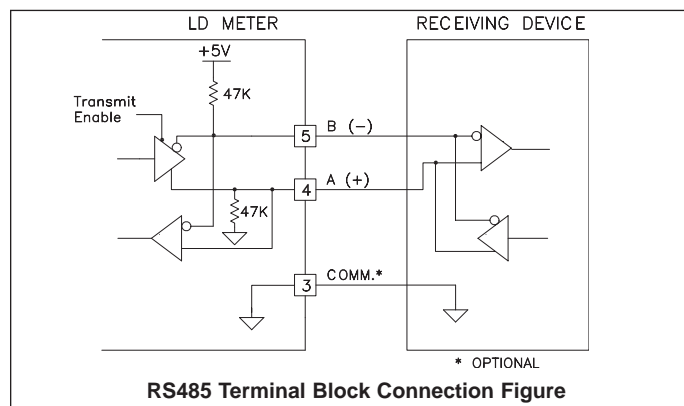 LD METER
RECEIVING DEVICE
+5V
47K
Transmit
Enable
5
B (-)
4
A (+)
47K
3
COMM.*
* OPTIONAL
RS485 Terminal Block Connection Figure